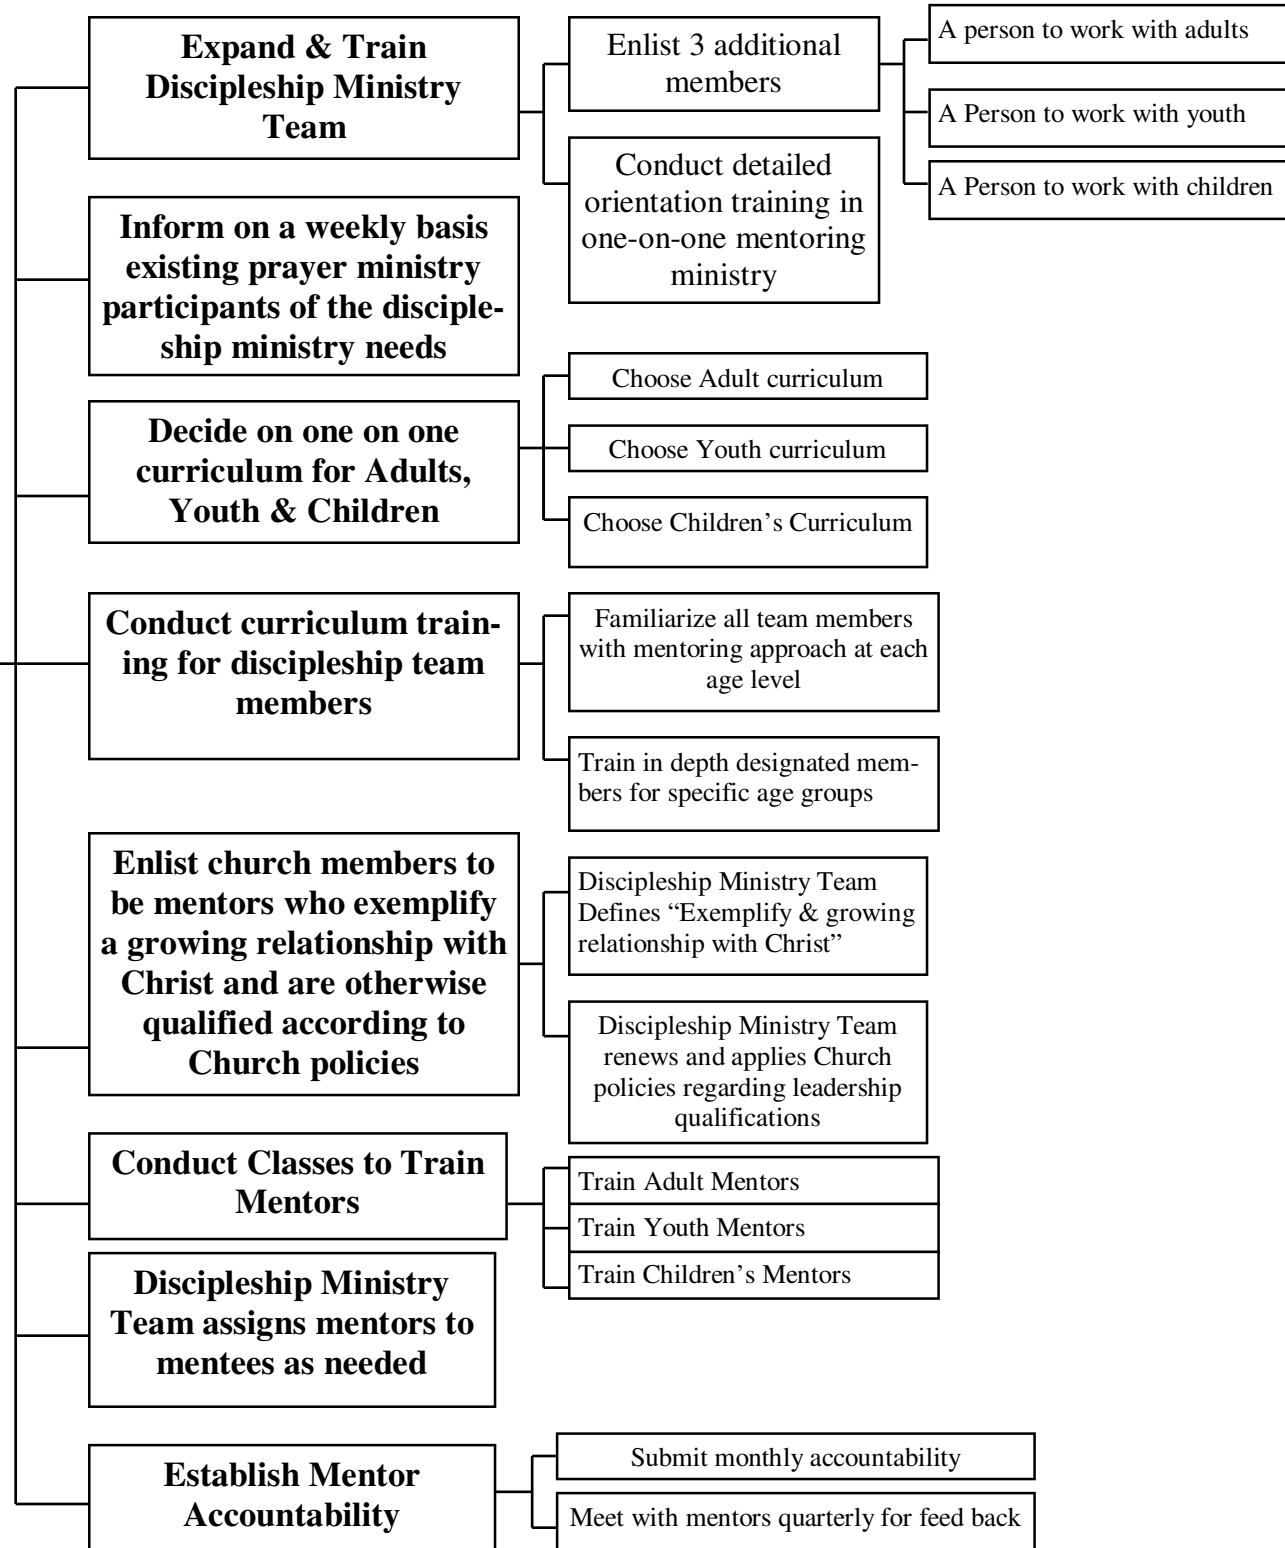 Expand & Train
Discipleship Ministry
Team
Enlist 3 additional
members
A person to work with adults
A Person to work with youth
A Person to work with children
Conduct detailed
orientation training in
one-on-one mentoring
ministry
Inform on a weekly basis
existing prayer ministry
participants of the disciple-
ship ministry needs
Decide on one on one
curriculum for Adults,
Youth & Children
Choose Adult curriculum
Choose Youth curriculum
Choose Children’s Curriculum
Conduct curriculum train-
ing for discipleship team
members
Familiarize all team members
with mentoring approach at each
age level
Train in depth designated mem-
bers for specific age groups
Enlist church members to
be mentors who exemplify
a growing relationship with
Christ and are otherwise
qualified according to
Church policies
Discipleship Ministry Team
Defines “Exemplify & growing
relationship with Christ”
Discipleship Ministry Team
renews and applies Church
policies regarding leadership
qualifications
Conduct Classes to Train
Mentors
Train Adult Mentors
Train Youth Mentors
Train Children’s Mentors
Discipleship Ministry
Team assigns mentors to
mentees as needed
Establish Mentor
Accountability
Submit monthly accountability
Meet with mentors quarterly for feed back